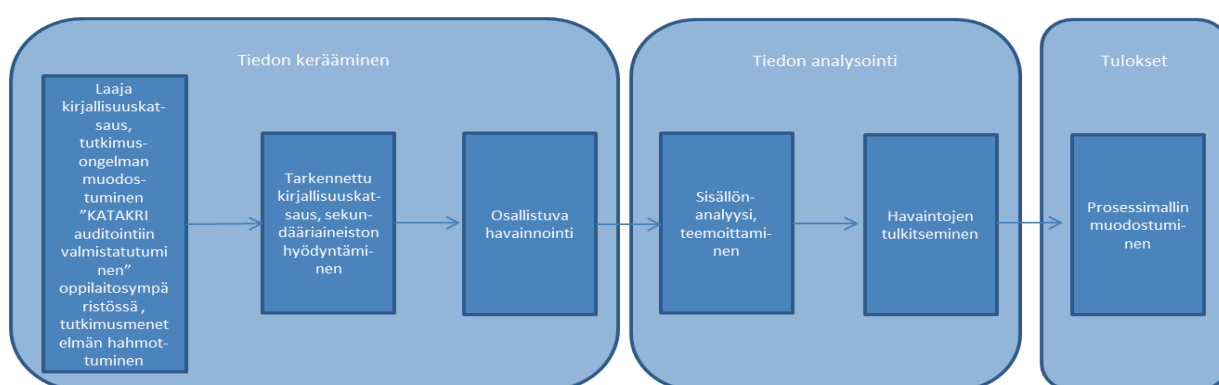 Tiedon kerääminen
Laaja
kirjallisuuskat-
saus,
tutkimus-
ongelman
muodos-
tuminen
”KATAKRI
auditointiin
valmistatutumi
nen”
oppilaitosympä
ristössä ,
tutkimusmenet
elmän hahmot-
tuminen
Tarkennettu
kirjallisuuskat-
saus, sekun-
dääriaineiston
hyödyntämi-
nen
Osallistuva
havainnointi
Tiedon analysointi
Sisällön-
analyysi,
teemoittami-
nen
Havaintojen
tulkitseminen
Tulokset
Prosessimallin
muodostumi-
nen